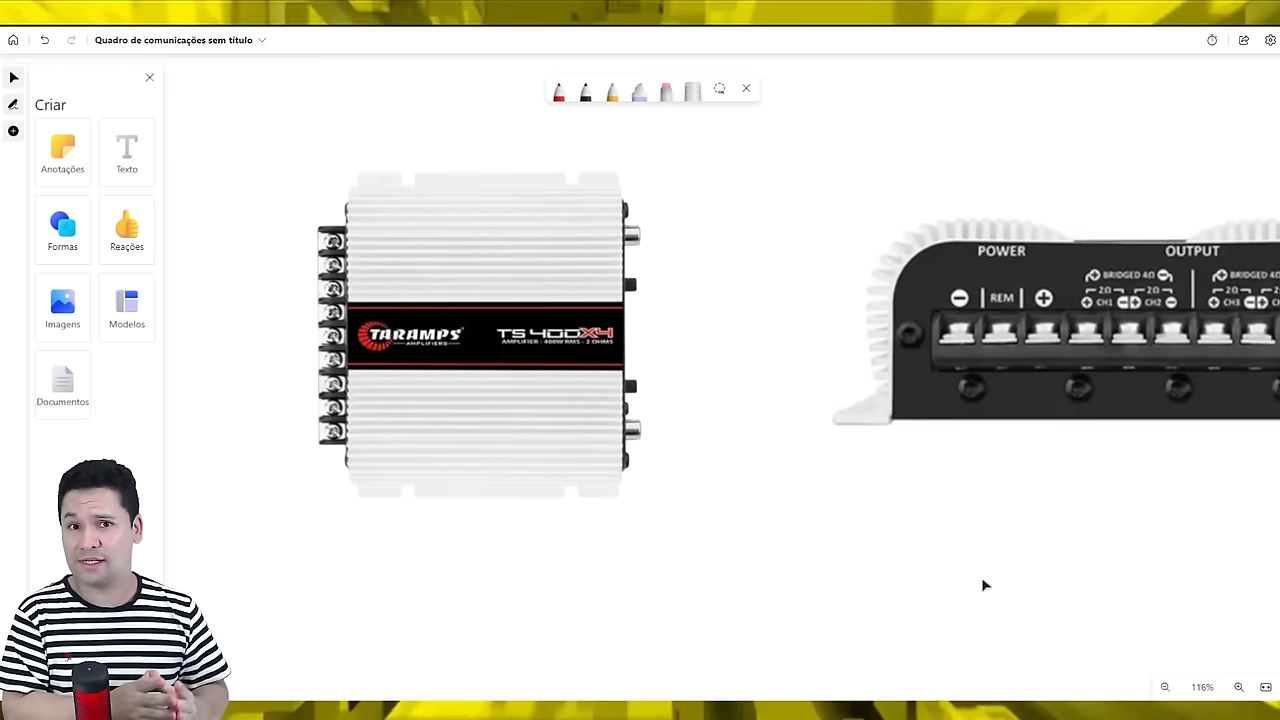 Quadro de comunicações sem título
Criar
Anotações
Texto
Formas
Reações
Imagens
Modelos
Documentos
TARAMPS
AMPLIFIERS
TS 400X4
AMPLIFIER - 400W RMS - 2 OHMS
POWER
OUTPUT
BRIDGED 4Ω
BRIDGED 4Ω
2Ω 2Ω 2Ω
REM
CH1 CH2 CH3
116%